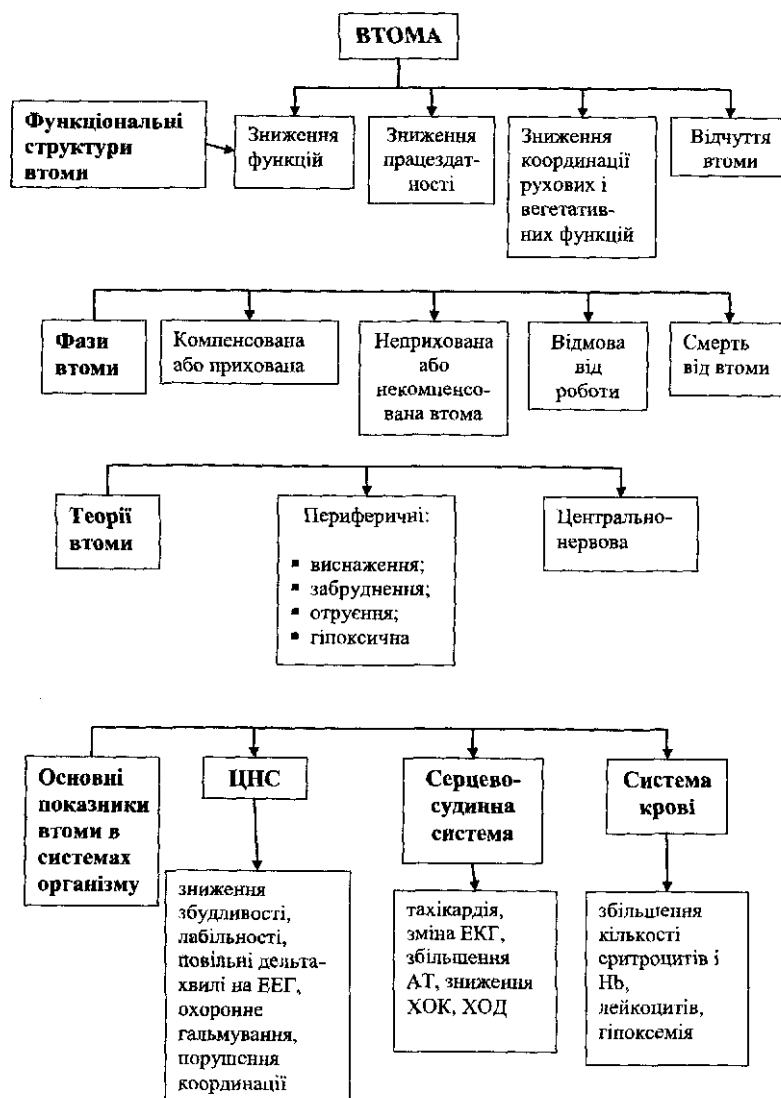 ВТОМА
Функціональні
структури
втоми
Зниження
функцій
Зниження
працездат-
ності
Зниження
координації
рухових і
вегетатив-
них функцій
Відчуття
втоми
Фази
втоми
Компенсована
або прихована
Неприхована або
некомпенсо-
вана втома
Відмова
від
роботи
Смерть
від втоми
Теорії
втоми
Периферичні:
▪ виснаження;
▪ забруднення;
▪ отруєння;
▪ гіпоксична
Центрально-
нервова
Основні
показники
втоми в
системах
організму
ЦНС
Серцево-
судинна
система
Система
крові
зниження
збудливості,
лабільності,
повільні дельта-
хвилі на ЕЕГ,
охоронне
гальмування,
порушення
координації
тахікардія,
зміна ЕКГ,
збільшення
АТ, зниження
ХОК, ХОД
збільшення
кількості
еритроцитів і
Hb,
лейкоцитів,
гіпоксемія